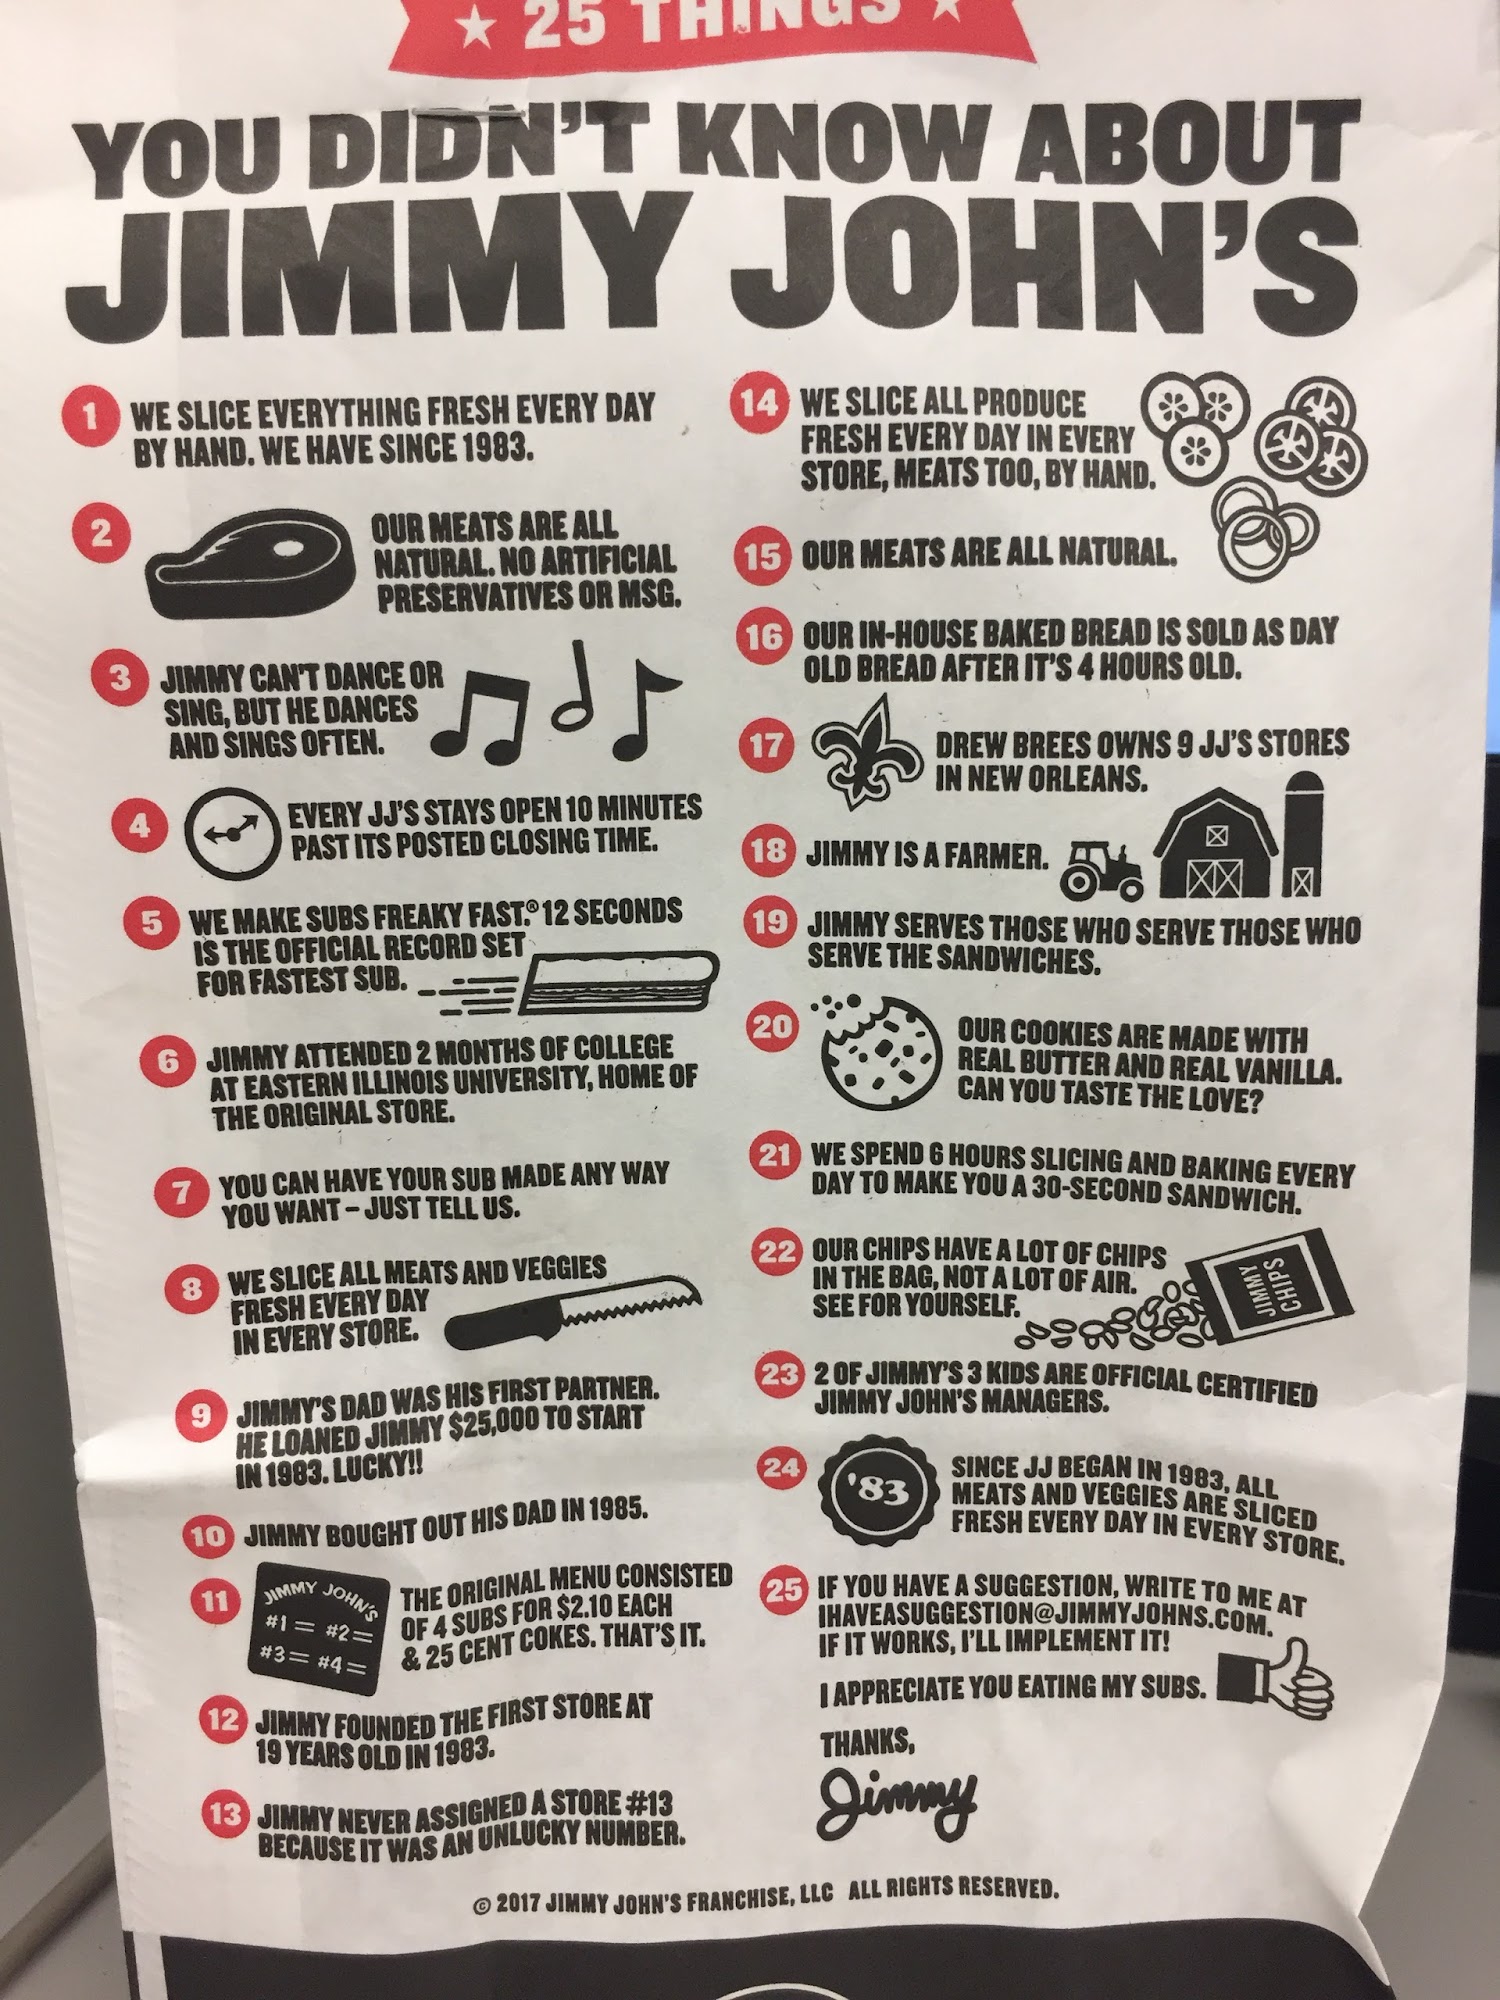 25 THINGS
YOU DIDN'T KNOW ABOUT
JIMMY JOHN'S
1 WE SLICE EVERYTHING FRESH EVERY DAY
BY HAND. WE HAVE SINCE 1983.
2 OUR MEATS ARE ALL
NATURAL. NO ARTIFICIAL
PRESERVATIVES OR MSG.
3 JIMMY CAN'T DANCE OR
SING, BUT HE DANCES
AND SINGS OFTEN.
4 EVERY JJ'S STAYS OPEN 10 MINUTES
PAST ITS POSTED CLOSING TIME.
5 WE MAKE SUBS FREAKY FAST.® 12 SECONDS
IS THE OFFICIAL RECORD SET
FOR FASTEST SUB.
6 JIMMY ATTENDED 2 MONTHS OF COLLEGE
AT EASTERN ILLINOIS UNIVERSITY, HOME OF
THE ORIGINAL STORE.
7 YOU CAN HAVE YOUR SUB MADE ANY WAY
YOU WANT – JUST TELL US.
8 WE SLICE ALL MEATS AND VEGGIES
FRESH EVERY DAY
IN EVERY STORE.
9 JIMMY'S DAD WAS HIS FIRST PARTNER.
HE LOANED JIMMY $25,000 TO START
IN 1983. LUCKY!!
10 JIMMY BOUGHT OUT HIS DAD IN 1985.
11 THE ORIGINAL MENU CONSISTED
OF 4 SUBS FOR $2.10 EACH
& 25 CENT COKES. THAT'S IT.
JIMMY JOHN'S
#1= #2=
#3= #4=
12 JIMMY FOUNDED THE FIRST STORE AT
19 YEARS OLD IN 1983.
13 JIMMY NEVER ASSIGNED A STORE #13
BECAUSE IT WAS AN UNLUCKY NUMBER.
14 WE SLICE ALL PRODUCE
FRESH EVERY DAY IN EVERY
STORE, MEATS TOO, BY HAND.
15 OUR MEATS ARE ALL NATURAL.
16 OUR IN-HOUSE BAKED BREAD IS SOLD AS DAY
OLD BREAD AFTER IT'S 4 HOURS OLD.
17 DREW BREES OWNS 9 JJ'S STORES
IN NEW ORLEANS.
18 JIMMY IS A FARMER.
19 JIMMY SERVES THOSE WHO SERVE THOSE WHO
SERVE THE SANDWICHES.
20 OUR COOKIES ARE MADE WITH
REAL BUTTER AND REAL VANILLA.
CAN YOU TASTE THE LOVE?
21 WE SPEND 6 HOURS SLICING AND BAKING EVERY
DAY TO MAKE YOU A 30-SECOND SANDWICH.
22 OUR CHIPS HAVE A LOT OF CHIPS
IN THE BAG, NOT A LOT OF AIR.
SEE FOR YOURSELF.
JIMMY
CHIPS
23 2 OF JIMMY'S 3 KIDS ARE OFFICIAL CERTIFIED
JIMMY JOHN'S MANAGERS.
24 SINCE JJ BEGAN IN 1983, ALL
MEATS AND VEGGIES ARE SLICED
FRESH EVERY DAY IN EVERY STORE.
'83
25 IF YOU HAVE A SUGGESTION, WRITE TO ME AT
IHAVEASUGGESTION@JIMMYJOHNS.COM.
IF IT WORKS, I'LL IMPLEMENT IT!
I APPRECIATE YOU EATING MY SUBS.
THANKS,
Jimmy
© 2017 JIMMY JOHN'S FRANCHISE, LLC ALL RIGHTS RESERVED.